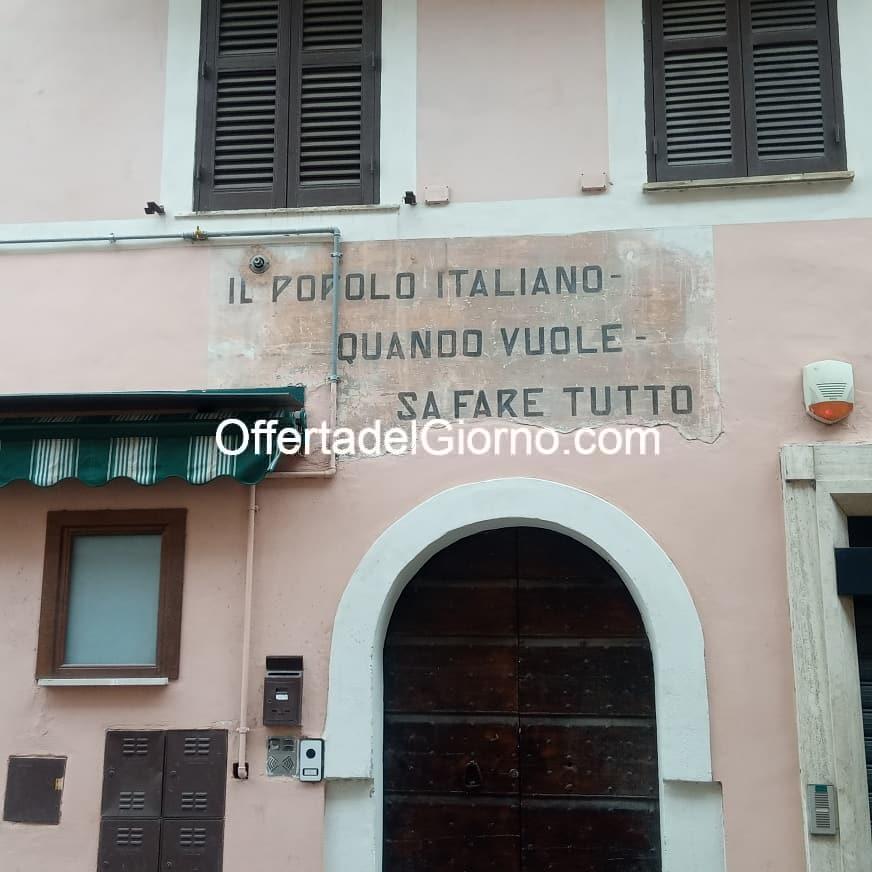 IL POPOLO ITALIANO-
QUANDO VUOLE-
SA FARE TUTTO
OffertadelGiorno.com